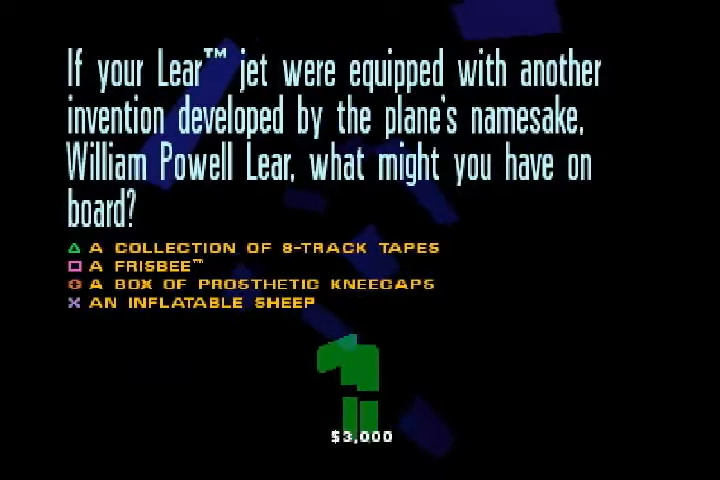 If your Lear™ jet were equipped with another
invention developed by the plane's namesake,
William Powell Lear, what might you have on
board?
A COLLECTION OF 8-TRACK TAPES
A FRISBEE™
A BOX OF PROSTHETIC KNEECAPS
AN INFLATABLE SHEEP
$3,000